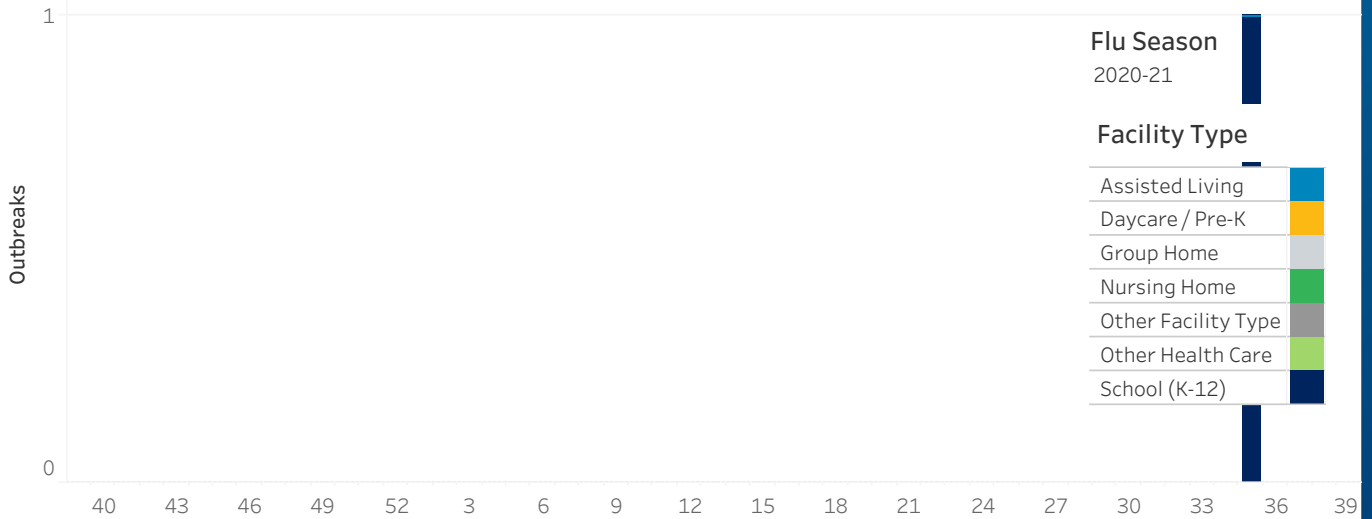 1
Flu Season
2020-21
Facility Type
Assisted Living
Daycare / Pre-K
Group Home
Nursing Home
Other Facility Type
Other Health Care
School (K-12)
Outbreaks
0
40 43 46 49 52 3 6 9 12 15 18 21 24 27 30 33 36 39